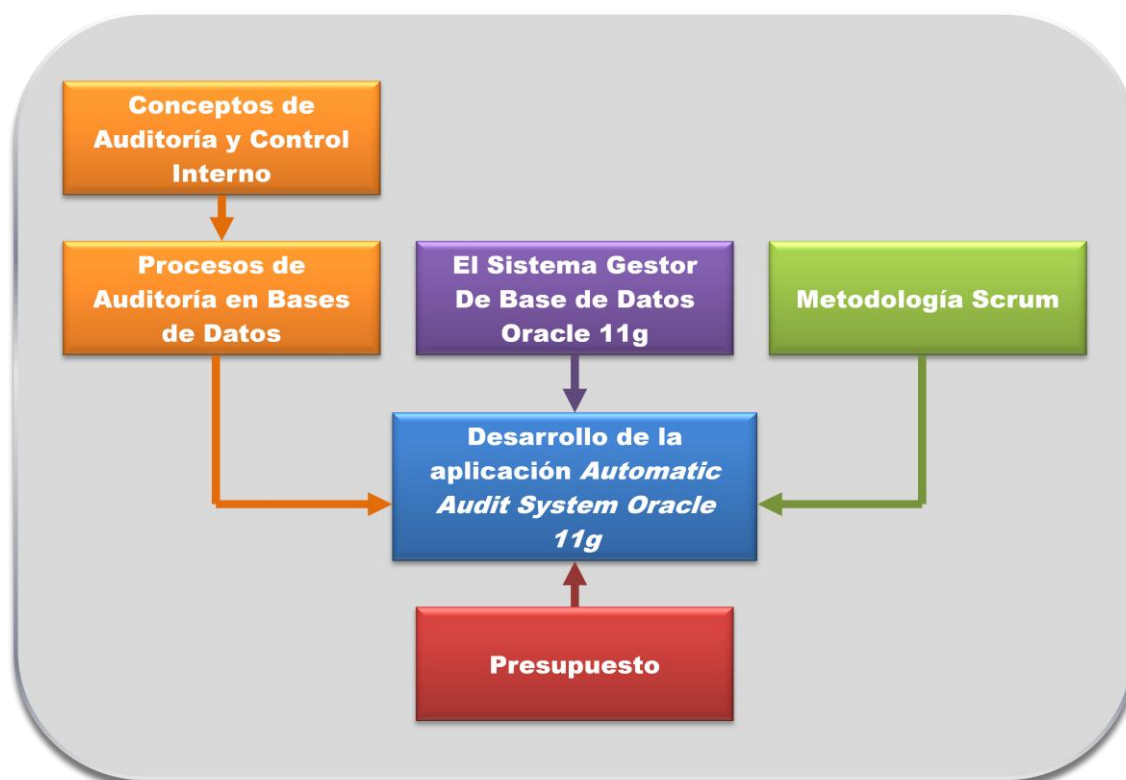 Conceptos de
Auditoría y Control
Interno
Procesos de
Auditoría en Bases
de Datos
El Sistema Gestor
De Base de Datos
Oracle 11g
Metodología Scrum
Desarrollo de la
aplicación Automatic
Audit System Oracle
11g
Presupuesto